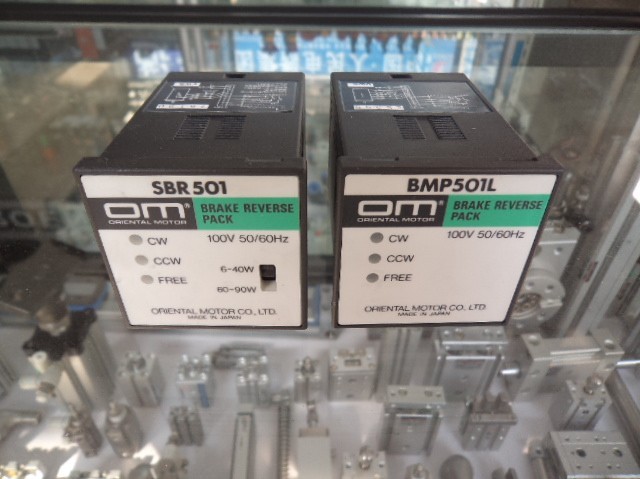 SBR501
OM
ORIENTAL MOTOR
BRAKE REVERSE
PACK
CW
100V 50/60Hz
CCW
6-40W
FREE
60-90W
ORIENTAL MOTOR CO., LTD.
MADE IN JAPAN
BMP501L
OM
ORIENTAL MOTOR
BRAKE REVERSE
PACK
CW
100V 50/60Hz
CCW
FREE
ORIENTAL MOTOR CO., LTD.
MADE IN JAPAN